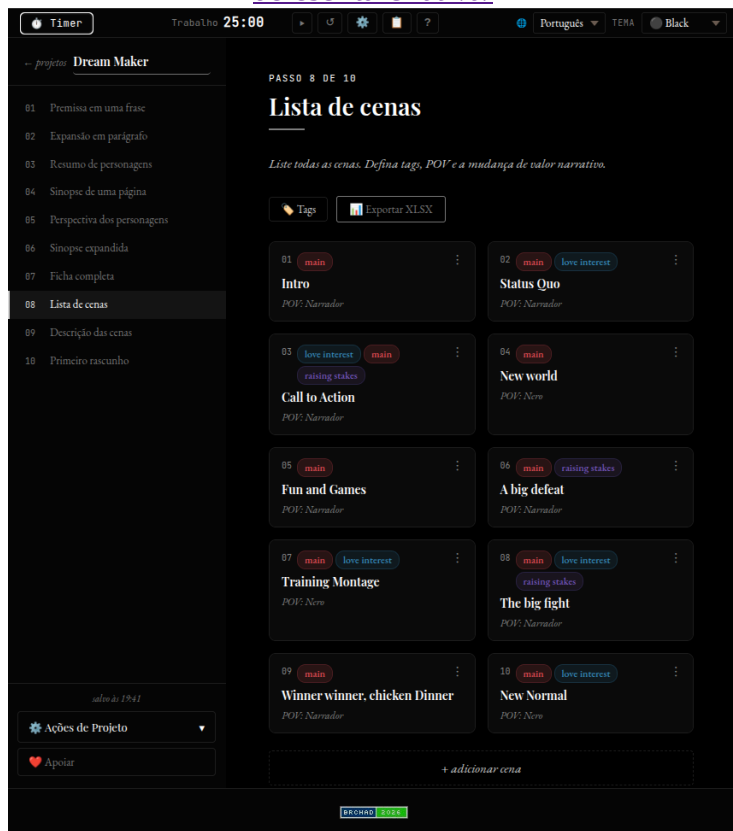 Timer
Trabalho 25:00
?
Português
TEMA
Black
← projetos Dream Maker
01 Premissa em uma frase
02 Expansão em parágrafo
03 Resumo de personagens
04 Sinopse de uma página
05 Perspectiva dos personagens
06 Sinopse expandida
07 Ficha completa
08 Lista de cenas
09 Descrição das cenas
10 Primeiro rascunho
salvo às 19:41
Ações de Projeto
Apoiar
PASSO 8 DE 10
Lista de cenas
Liste todas as cenas. Defina tags, POV e a mudança de valor narrativo.
Tags
Exportar XLSX
01 main
Intro
POV: Narrador
02 main love interest
Status Quo
POV: Narrador
03 love interest main
raising stakes
Call to Action
POV: Narrador
04 main
New world
POV: Nero
05 main
Fun and Games
POV: Narrador
06 main raising stakes
A big defeat
POV: Narrador
07 main love interest
Training Montage
POV: Nero
08 main love interest
raising stakes
The big fight
POV: Narrador
09 main
Winner winner, chicken Dinner
POV: Narrador
10 main love interest
New Normal
POV: Nero
+ adicionar cena
BRCHAD 2026